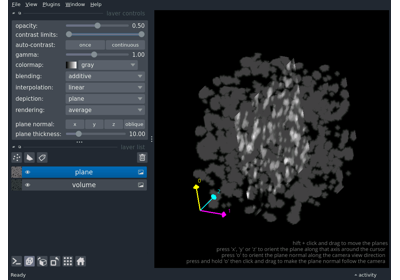 File View Plugins Window Help
layer controls
opacity: 0.50
contrast limits:
auto-contrast: once continuous
gamma: 1.00
colormap: gray
blending: additive
interpolation: linear
depiction: plane
rendering: average
plane normal: x y z oblique
plane thickness: 10.00
layer list
plane
volume
hift + click and drag to move the planes
press 'x', 'y' or 'z' to orient the plane along that axis around the cursor
press 'o' to orient the plane normal along the camera view direction
press and hold 'o' then click and drag to make the plane normal follow the camera
Ready
activity